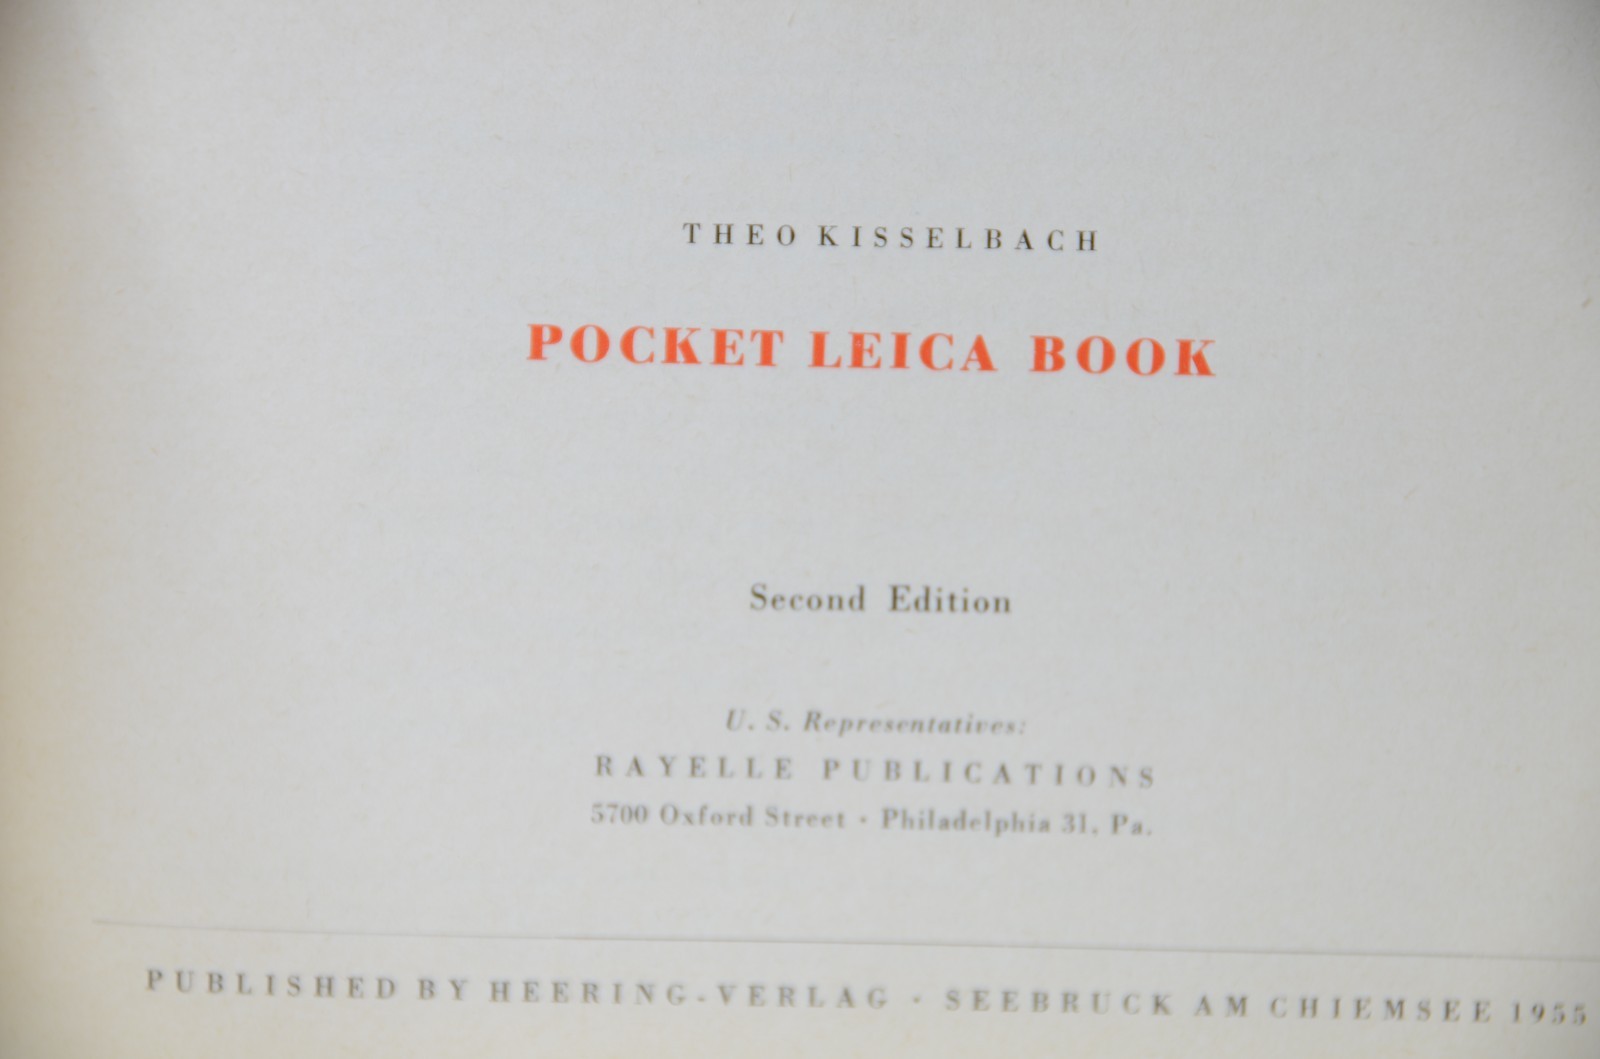 THEO KISSELBACH
POCKET LEICA BOOK
Second Edition
U. S. Representatives:
RAYELLE PUBLICATIONS
5700 Oxford Street · Philadelphia 31, Pa.
PUBLISHED BY HEERING-VERLAG · SEEBRUCK AM CHIEMSEE 1955